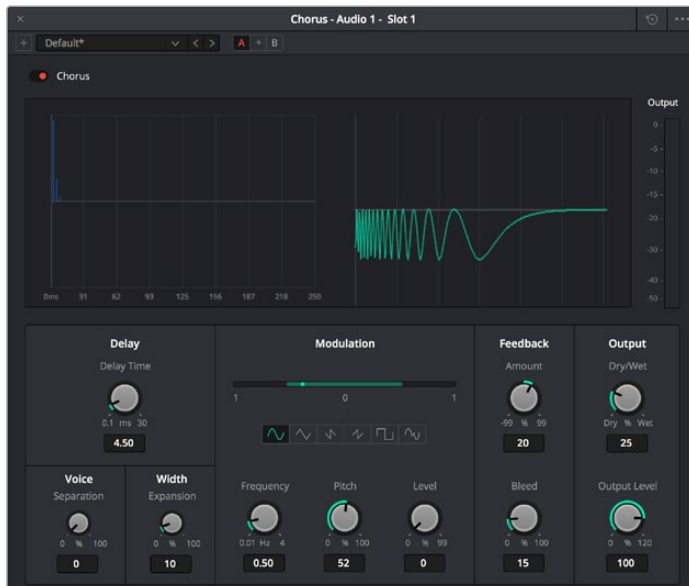 Chorus - Audio 1 - Slot 1
Default*
A B
Chorus
Output
0
-5
-10
-15
-20
-30
-40
-50
0ms 31 62 93 125 156 187 218 250
Delay
Delay Time
0.1 ms 30
4.50
Modulation
1 0 1
Feedback
Amount
-99 % 99
20
Output
Dry/Wet
Dry % Wet
25
Voice
Separation
0 % 100
0
Width
Expansion
0 % 100
10
Frequency
0.01 Hz 4
0.50
Pitch
0 % 100
52
Level
0 % 99
0
Bleed
0 % 100
15
Output Level
0 % 120
100